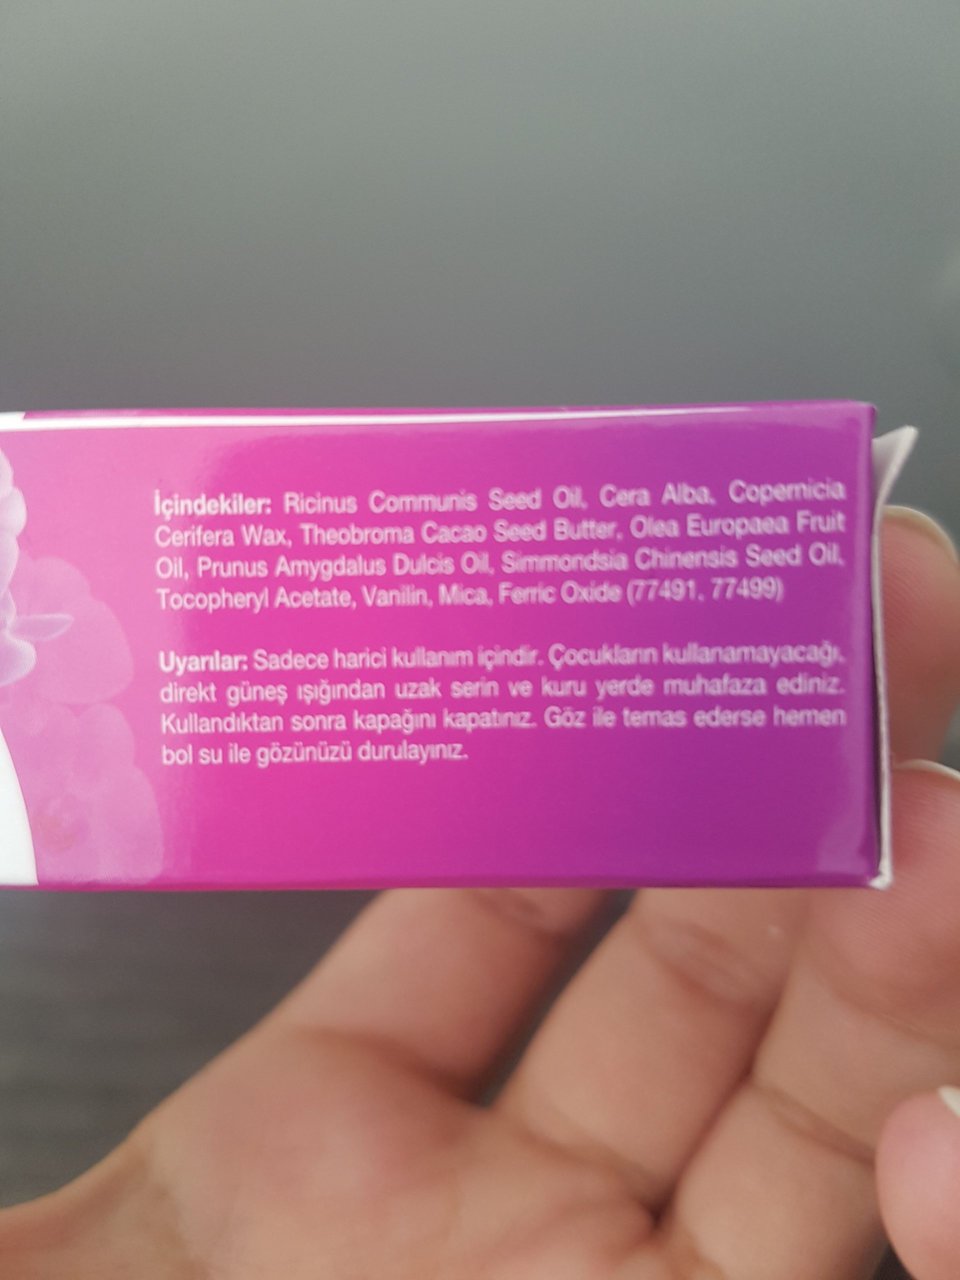 İçindekiler: Ricinus Communis Seed Oil, Cera Alba, Copernicia
Cerifera Wax, Theobroma Cacao Seed Butter, Olea Europaea Fruit
Oil, Prunus Amygdalus Dulcis Oil, Simmondsia Chinensis Seed Oil,
Tocopheryl Acetate, Vanilin, Mica, Ferric Oxide (77491, 77499)
Uyarılar: Sadece harici kullanım içindir. Çocukların kullanamayacağı,
direkt güneş ışığından uzak serin ve kuru yerde muhafaza ediniz.
Kullandıktan sonra kapağını kapatınız. Göz ile temas ederse hemen
bol su ile gözünüzü durulayınız.